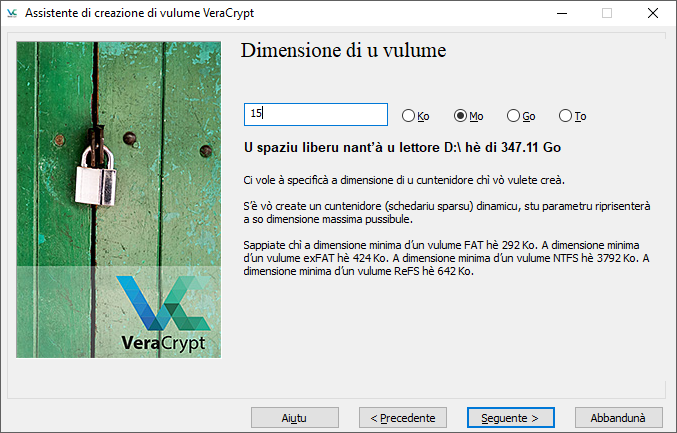 Assistente di creazione di vulume VeraCrypt
Dimensione di u vulume
15
Ko
Mo
Go
To
U spaziu liberu nant’à u lettore D:\ hè di 347.11 Go
Ci vole à specificà a dimensione di u cuntenidore chì vò vulete creà.
S’è vò create un cuntenidore (schedariu sparsu) dinamicu, stu parametru riprisenterà
a so dimensione massima pussibule.
Sappiate chì a dimensione minima d’un vulume FAT hè 292 Ko. A dimensione minima
d’un vulume exFAT hè 424 Ko. A dimensione minima d’un vulume NTFS hè 3792 Ko. A
dimensione minima d’un vulume ReFS hè 642 Ko.
VeraCrypt
Aiutu
< Precedente
Seguente >
Abbandunà